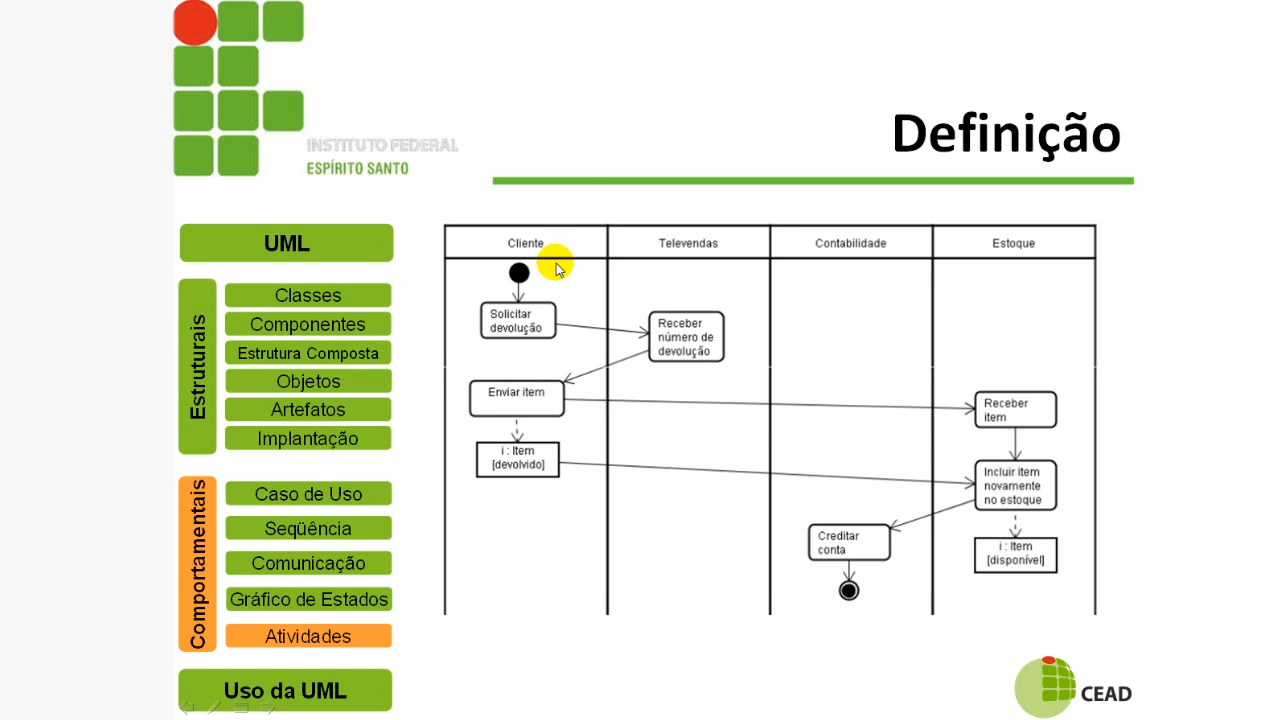 INSTITUTO FEDERAL
ESPÍRITO SANTO
Definição
UML
Estruturais
Classes
Componentes
Estrutura Composta
Objetos
Artefatos
Implantação
Comportamentais
Caso de Uso
Seqüência
Comunicação
Gráfico de Estados
Atividades
Uso da UML
Cliente
Televendas
Contabilidade
Estoque
Solicitar
devolução
Receber
número de
devolução
Enviar item
Receber
item
i : Item
[devolvido]
Incluir item
novamente
no estoque
Creditar
conta
i : Item
[disponível]
CEAD